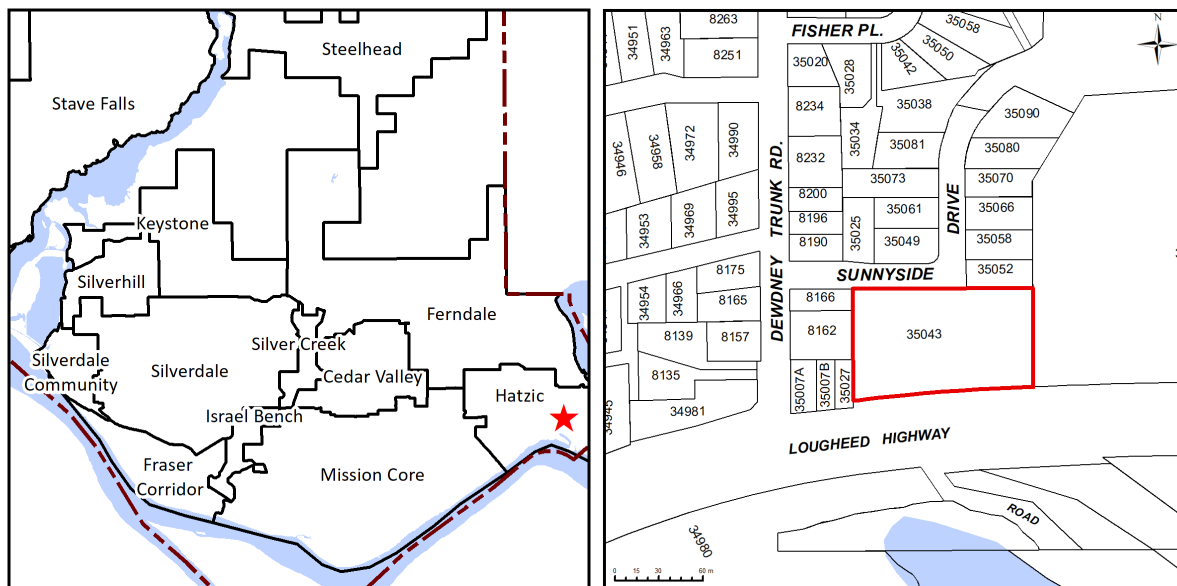 Steelhead
Stave Falls
Keystone
Silverhill
Ferndale
Silver Creek
Silverdale
Community
Silverdale
Cedar Valley
Hatzic
Israel Bench
Fraser
Corridor
Mission Core
FISHER PL.
N
8263
8251
34951
34963
35058
35050
35042
35020
35028
8234
35038
35034
35090
35081
35080
34946
34958
34972
34990
8232
35073
35070
8200
8196
8190
35061
35066
35025
35049
35058
35052
34953
34969
34995
DEWDNEY TRUNK RD.
SUNNYSIDE DRIVE
8175
8165
34954
34966
8139
8157
8135
34981
34945
8166
8162
35043
35007A
35007B
35027
LOUGHEED HIGHWAY
ROAD
34980
0 15 30 60 m